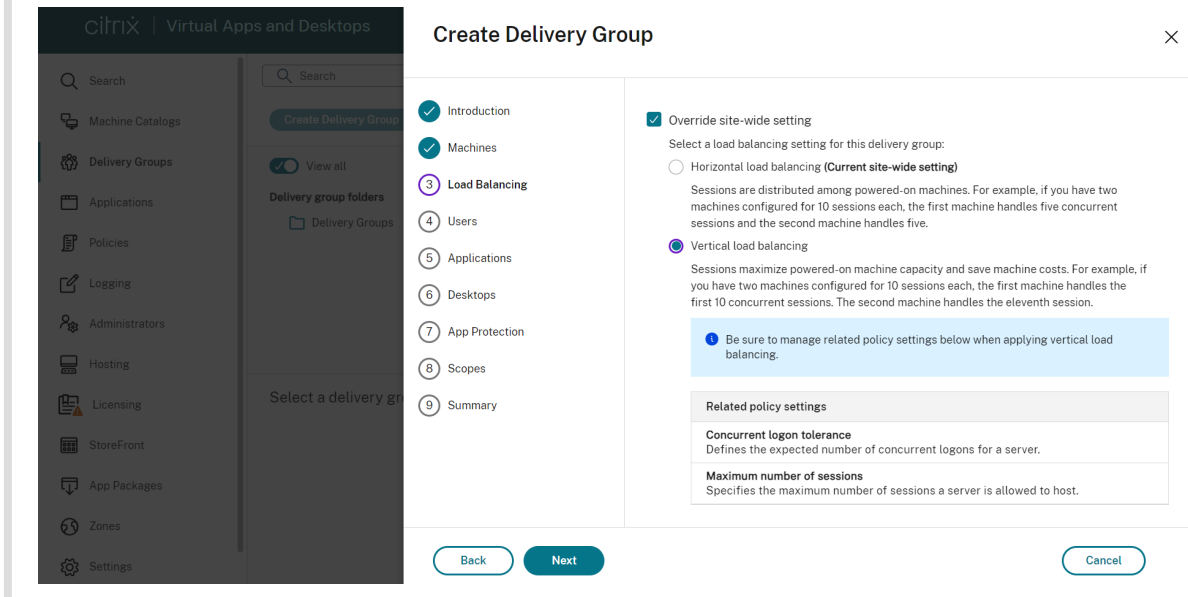 citrix | Virtual Apps and Desktops
Search
Machine Catalogs
Delivery Groups
Applications
Policies
Logging
Administrators
Hosting
Licensing
StoreFront
App Packages
Zones
Settings
Search
Create Delivery Group
View all
Delivery group folders
Delivery Groups
Select a delivery gr
Create Delivery Group
Introduction
Machines
3 Load Balancing
4 Users
5 Applications
6 Desktops
7 App Protection
8 Scopes
9 Summary
Override site-wide setting
Select a load balancing setting for this delivery group:
Horizontal load balancing (Current site-wide setting)
Sessions are distributed among powered-on machines. For example, if you have two
machines configured for 10 sessions each, the first machine handles five concurrent
sessions and the second machine handles five.
Vertical load balancing
Sessions maximize powered-on machine capacity and save machine costs. For example, if
you have two machines configured for 10 sessions each, the first machine handles the
first 10 concurrent sessions. The second machine handles the eleventh session.
Be sure to manage related policy settings below when applying vertical load
balancing.
Related policy settings
Concurrent logon tolerance
Defines the expected number of concurrent logons for a server.
Maximum number of sessions
Specifies the maximum number of sessions a server is allowed to host.
Back
Next
Cancel